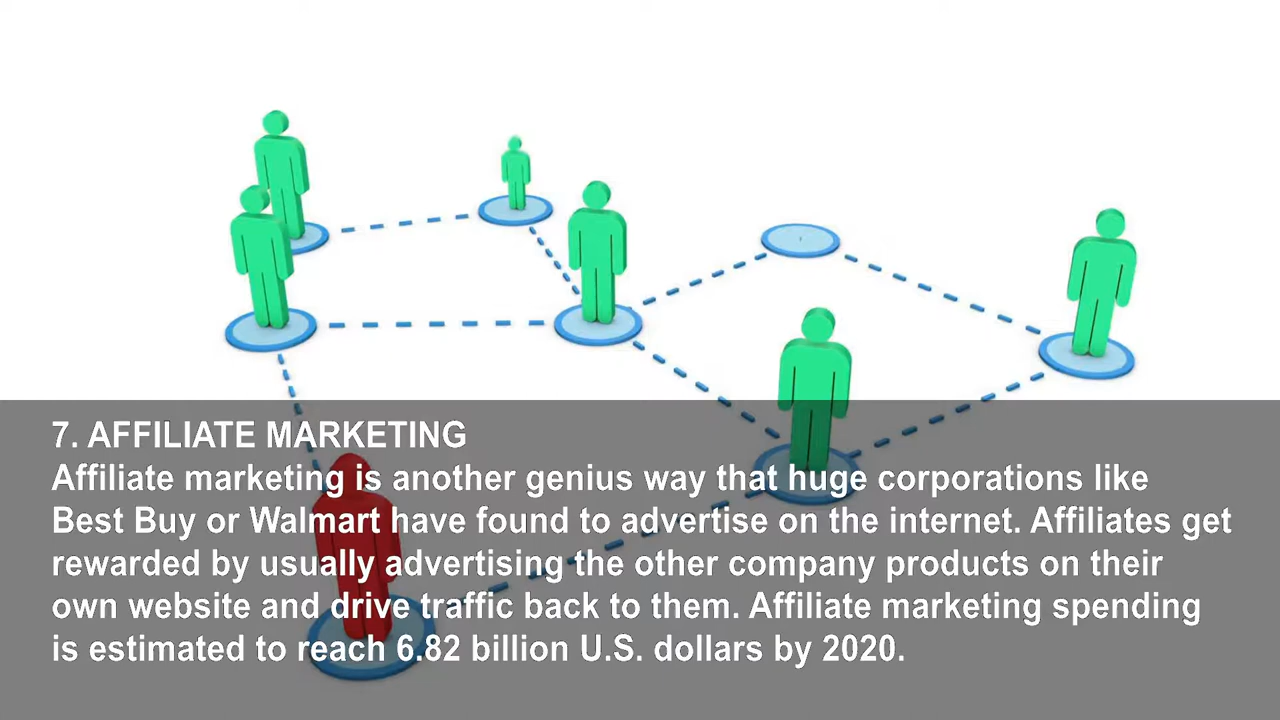 7. AFFILIATE MARKETING
Affiliate marketing is another genius way that huge corporations like
Best Buy or Walmart have found to advertise on the internet. Affiliates get
rewarded by usually advertising the other company products on their
own website and drive traffic back to them. Affiliate marketing spending
is estimated to reach 6.82 billion U.S. dollars by 2020.